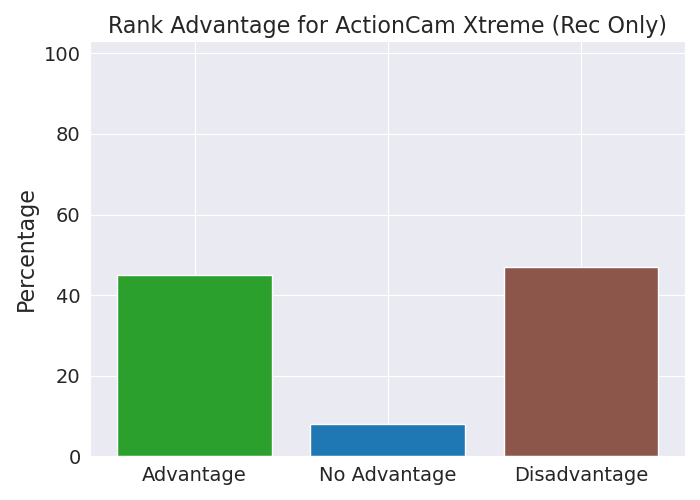 Rank Advantage for ActionCam Xtreme (Rec Only)
100
80
60
40
20
0
Percentage
Advantage
No Advantage
Disadvantage